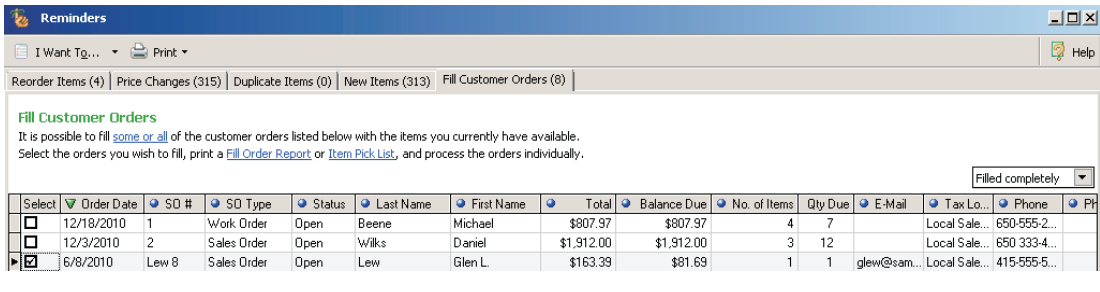 Reminders
I Want To... Print Help
Reorder Items (4) Price Changes (315) Duplicate Items (0) New Items (313) Fill Customer Orders (8)
Fill Customer Orders
It is possible to fill some or all of the customer orders listed below with the items you currently have available.
Select the orders you wish to fill, print a Fill Order Report or Item Pick List, and process the orders individually.
Filled completely
Select Order Date SO # SO Type Status Last Name First Name Total Balance Due No. of Items Qty Due E-Mail Tax Lo... Phone Ph
12/18/2010 1 Work Order Open Beene Michael $807.97 $807.97 4 7 Local Sale... 650-555-2...
12/3/2010 2 Sales Order Open Wilks Daniel $1,912.00 $1,912.00 3 12 Local Sale... 650 333-4...
6/8/2010 Lew 8 Sales Order Open Lew Glen L. $163.39 $81.69 1 1 glew@sam... Local Sale... 415-555-5...